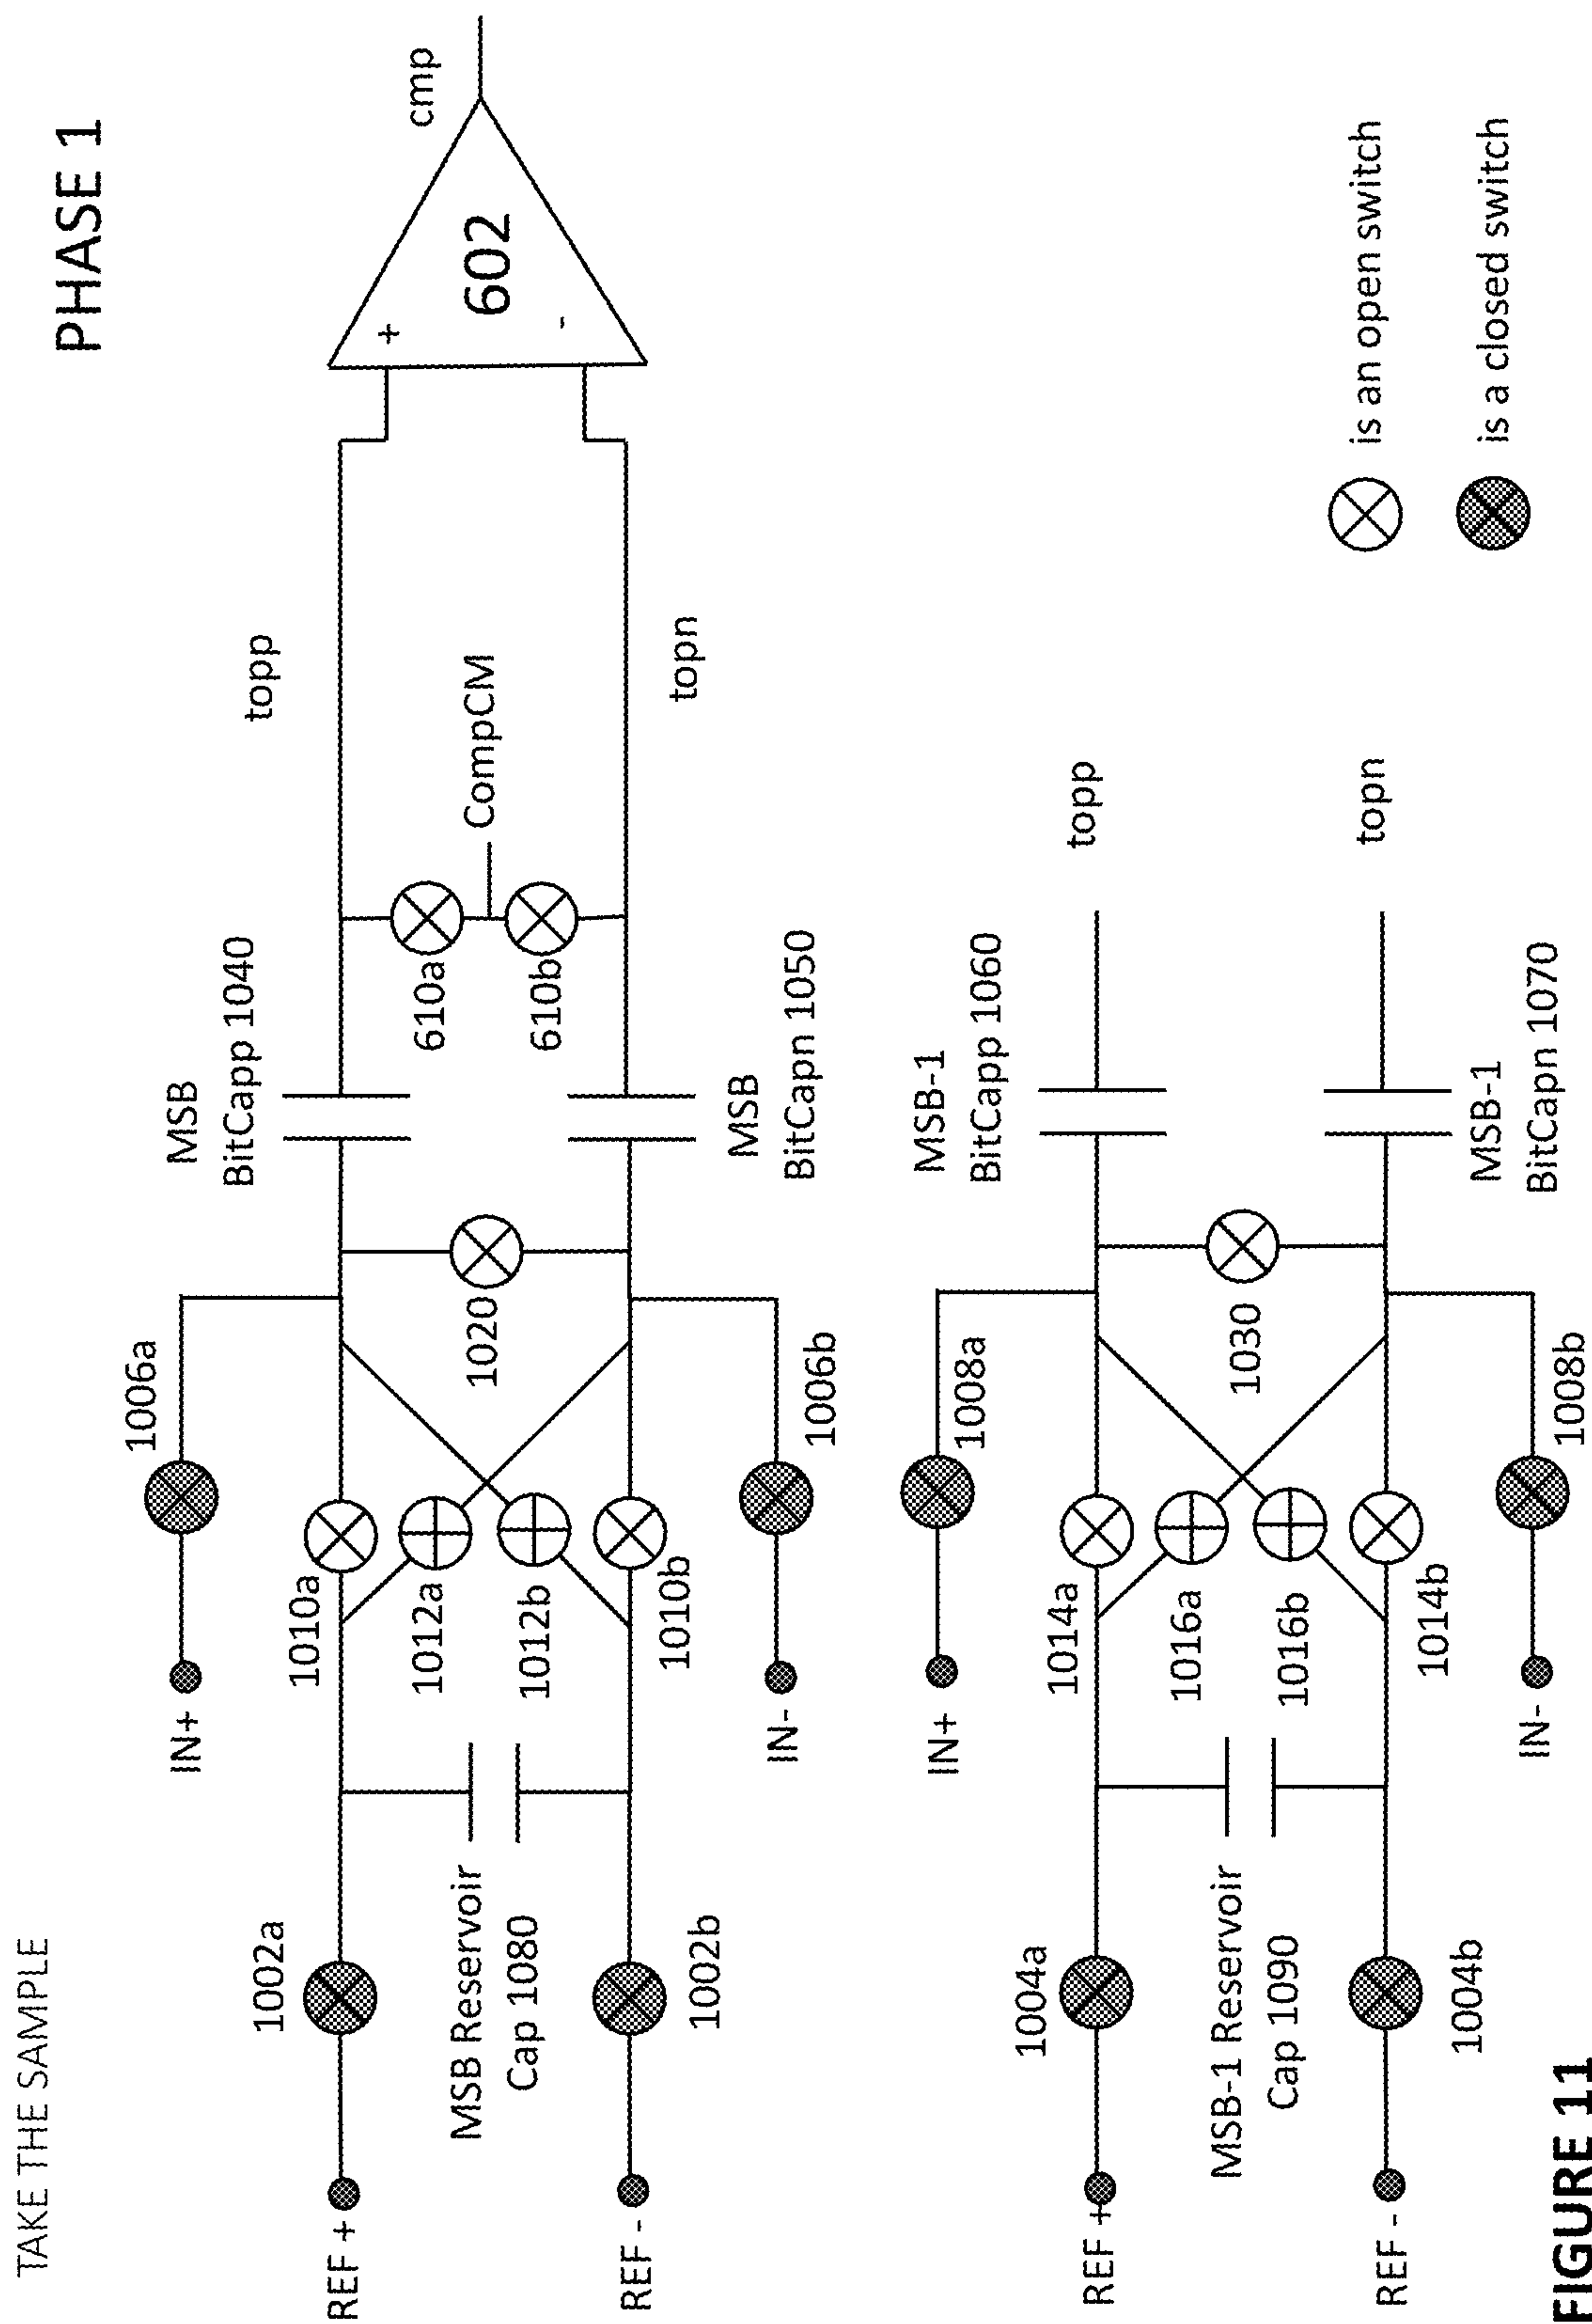 TAKE THE SAMPLE
PHASE 1
REF +
1002a
MSB Reservoir
Cap 1080
REF -
1002b
IN+
1006a
1010a
1012a
1012b
1010b
IN-
1006b
1020
MSB
BitCapp 1040
MSB
BitCapn 1050
610a
610b
CompCM
topp
topn
+
-
602
cmp
REF +
1004a
MSB-1 Reservoir
Cap 1090
REF -
1004b
IN+
1008a
1014a
1016a
1016b
1014b
IN-
1008b
1030
MSB-1
BitCapp 1060
MSB-1
BitCapn 1070
topp
topn
is an open switch
is a closed switch
FIGURE 11